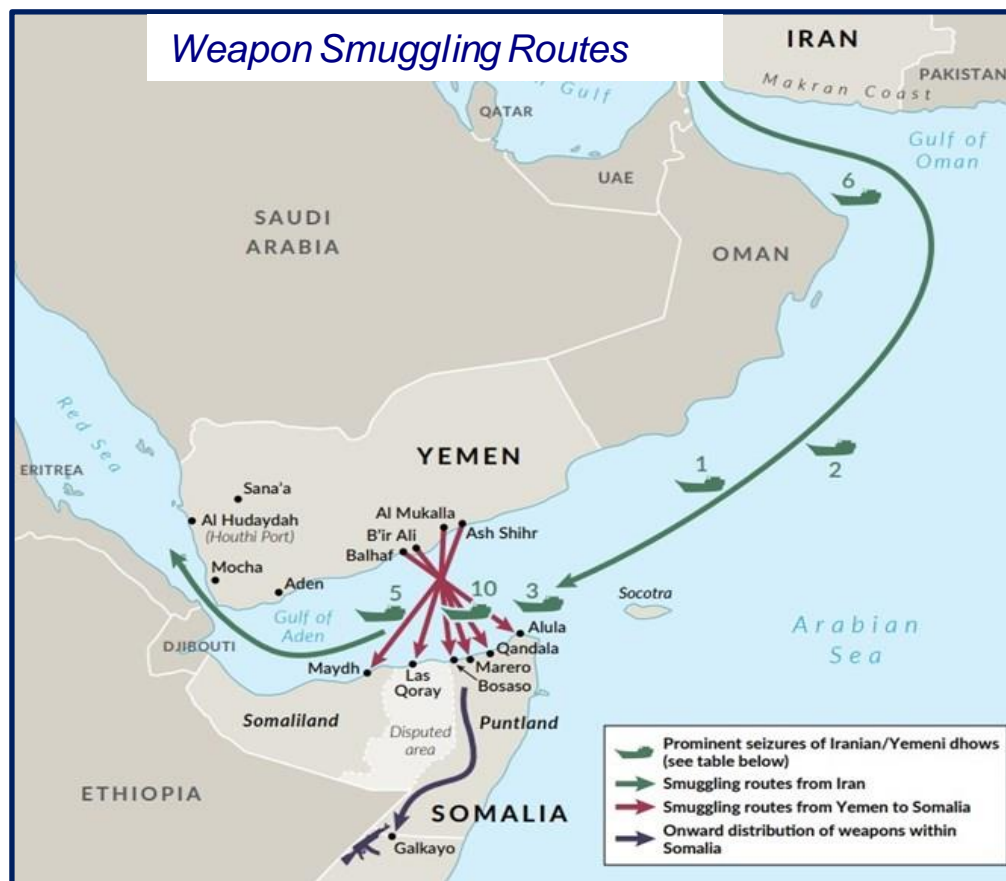 Weapon Smuggling Routes
IRAN
Makran Coast
PAKISTAN
Gulf
QATAR
Gulf of
Oman
UAE
6
SAUDI
ARABIA
OMAN
Red Sea
ERITREA
YEMEN
1
2
Sana'a
Al Mukalla
Al Hudaydah
(Houthi Port)
B'ir Ali
Ash Shihr
Balhaf
Mocha
Aden
5
10
3
Socotra
Gulf of
Aden
Alula
Arabian
Sea
DJIBOUTI
Qandala
Maydh
Las
Qoray
Marero
Bosaso
Somaliland
Disputed
area
Puntland
ETHIOPIA
SOMALIA
Galkayo
Prominent seizures of Iranian/Yemeni dhows
(see table below)
Smuggling routes from Iran
Smuggling routes from Yemen to Somalia
Onward distribution of weapons within
Somalia